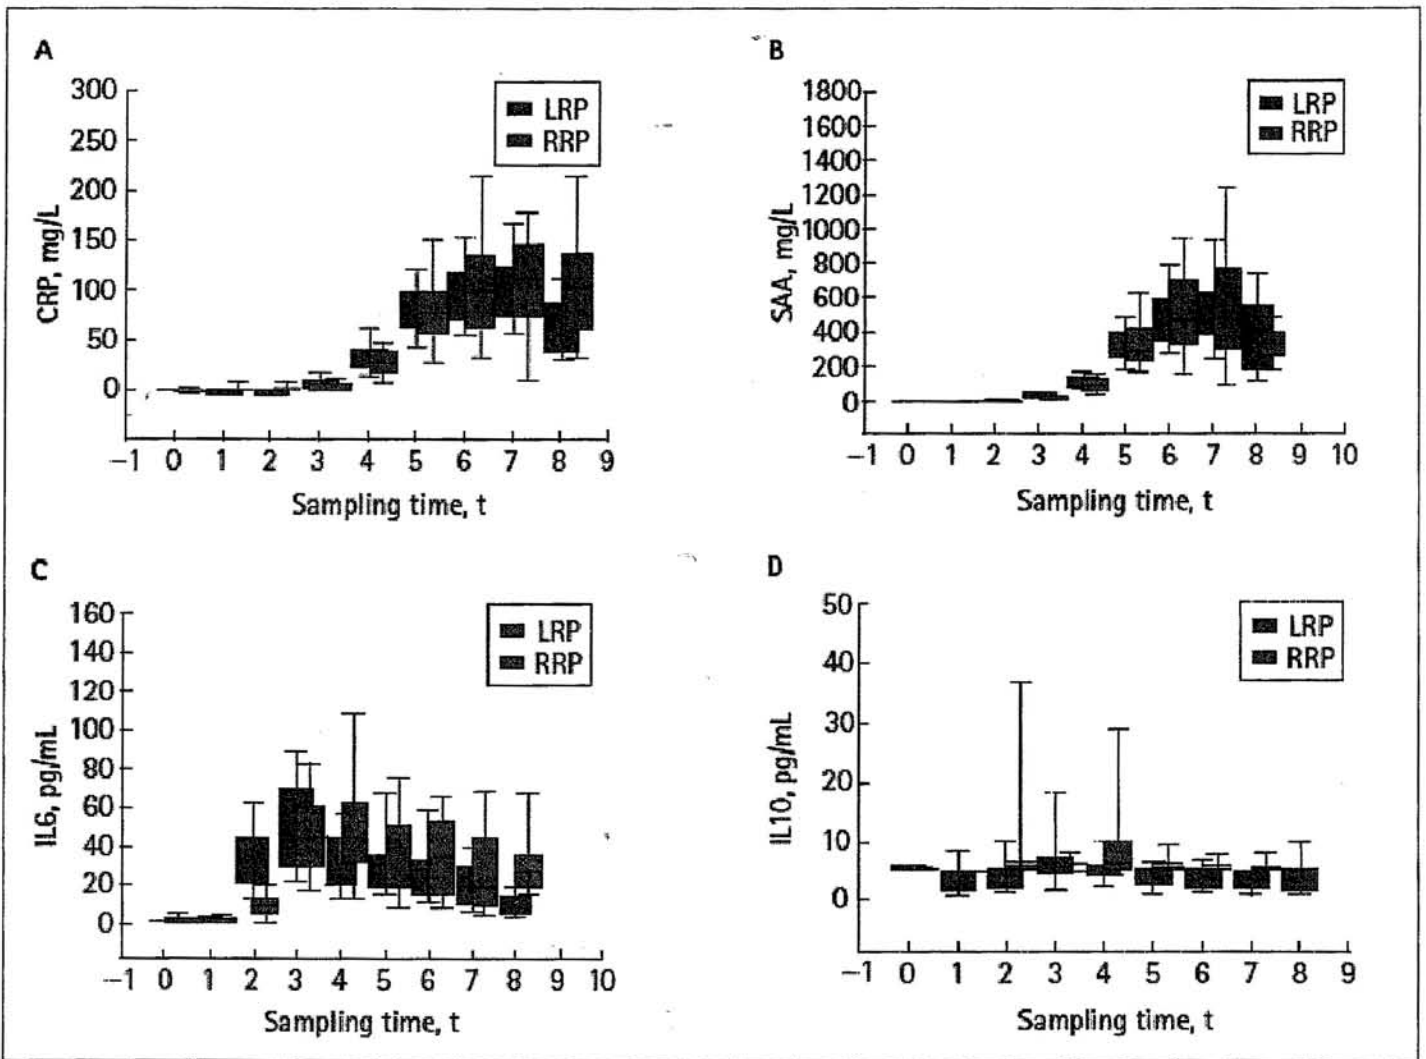 A
300
250
200
150
100
50
0
CRP, mg/L
LRP
RRP
−1 0 1 2 3 4 5 6 7 8 9
Sampling time, t
B
1800
1600
1400
1200
1000
800
600
400
200
0
SAA, mg/L
LRP
RRP
−1 0 1 2 3 4 5 6 7 8 9 10
Sampling time, t
C
160
140
120
100
80
60
40
20
0
IL6, pg/mL
LRP
RRP
−1 0 1 2 3 4 5 6 7 8 9 10
Sampling time, t
D
50
40
30
20
10
0
IL10, pg/mL
LRP
RRP
−1 0 1 2 3 4 5 6 7 8 9
Sampling time, t